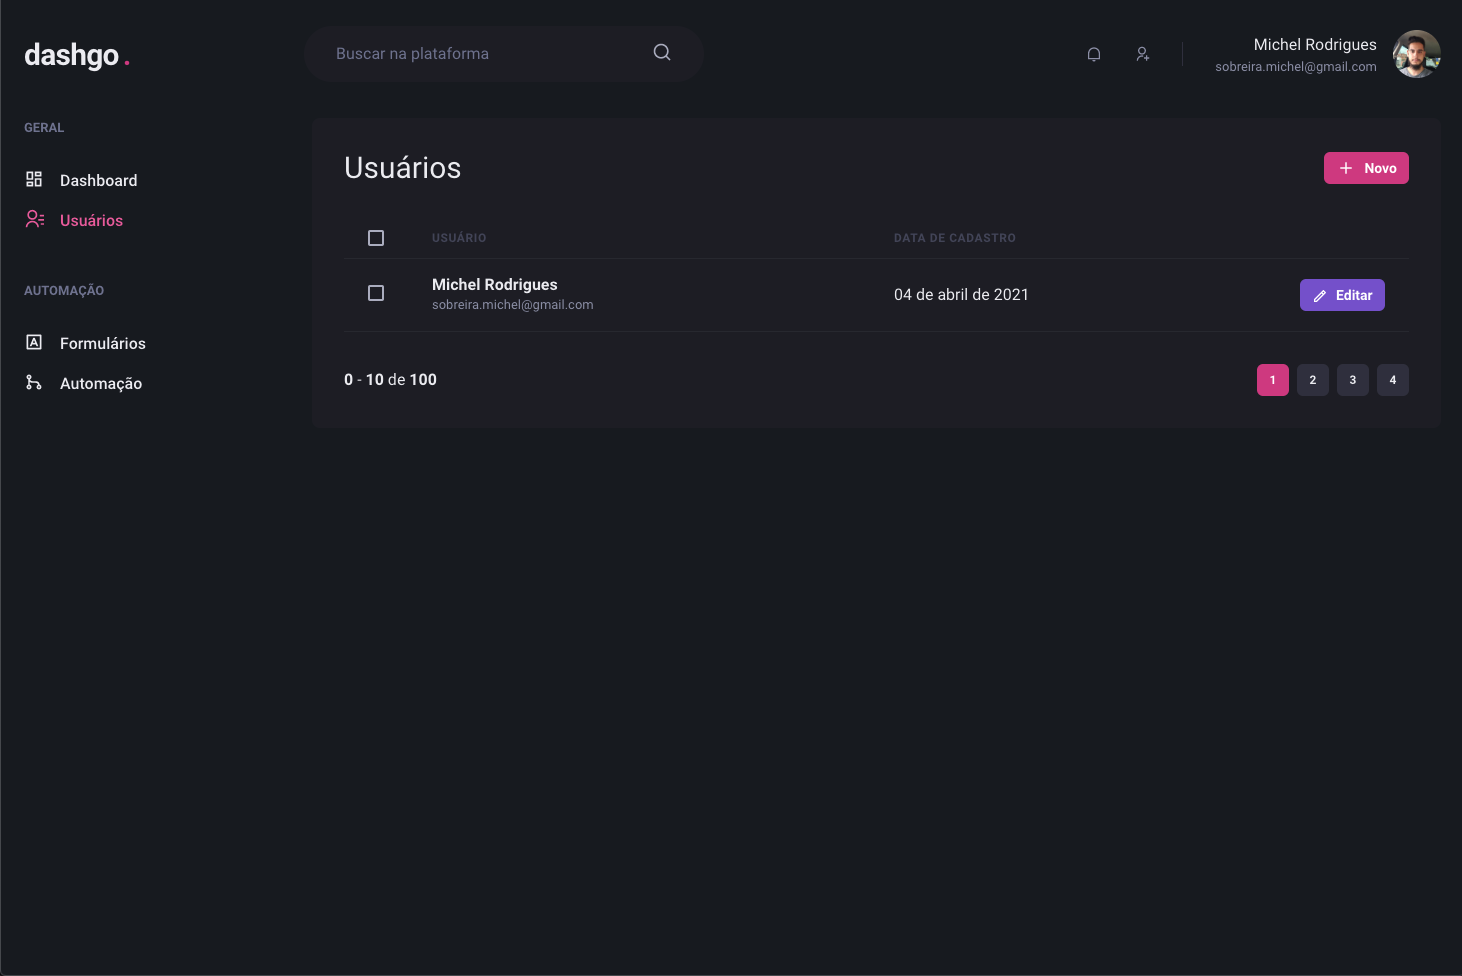 dashgo.
Buscar na plataforma
Michel Rodrigues
sobreira.michel@gmail.com
GERAL
Dashboard
Usuários
AUTOMAÇÃO
Formulários
Automação
Usuários
Novo
USUÁRIO
DATA DE CADASTRO
Michel Rodrigues
sobreira.michel@gmail.com
04 de abril de 2021
Editar
0 - 10 de 100
1 2 3 4